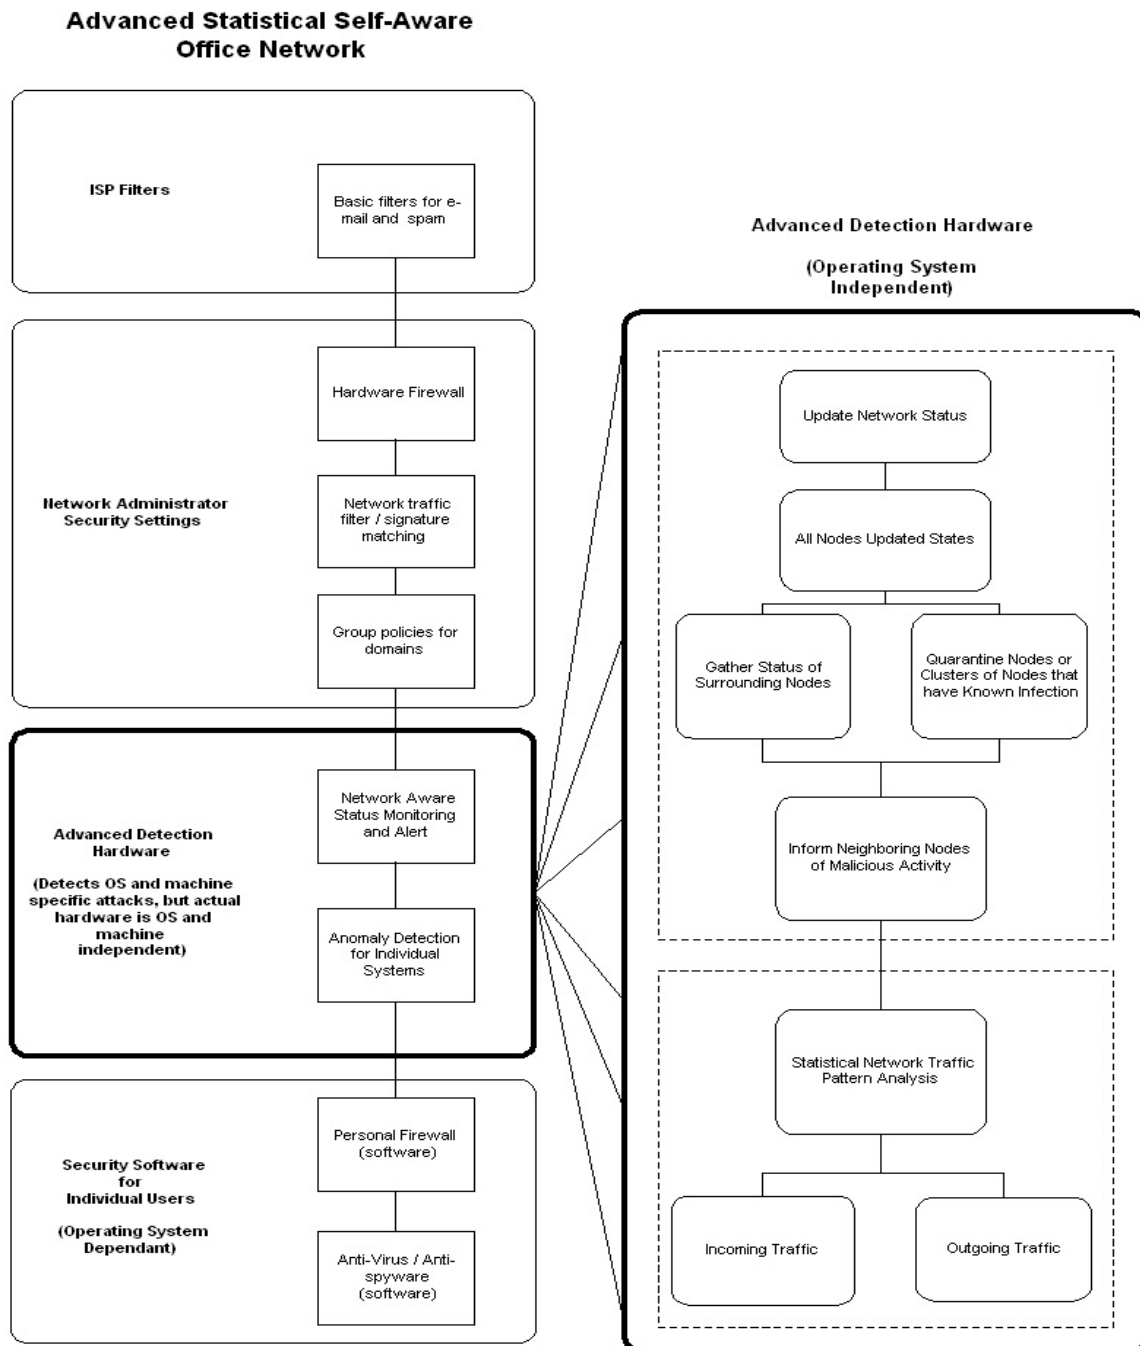 Advanced Statistical Self-Aware
Office Network
ISP Filters
Basic filters for e-
mail and spam
Hardware Firewall
Network Administrator
Security Settings
Network traffic
filter / signature
matching
Group policies for
domains
Advanced Detection
Hardware
(Detects OS and machine
specific attacks, but actual
hardware is OS and
machine
independent)
Network Aware
Status Monitoring
and Alert
Anomaly Detection
for Individual
Systems
Security Software
for
Individual Users
(Operating System
Dependant)
Personal Firewall
(software)
Anti-Virus / Anti-
spyware
(software)
Advanced Detection Hardware
(Operating System
Independent)
Update Network Status
All Nodes Updated States
Gather Status of
Surrounding Nodes
Quarantine Nodes or
Clusters of Nodes that
have Known Infection
Inform Neighboring Nodes
of Malicious Activity
Statistical Network Traffic
Pattern Analysis
Incoming Traffic
Outgoing Traffic